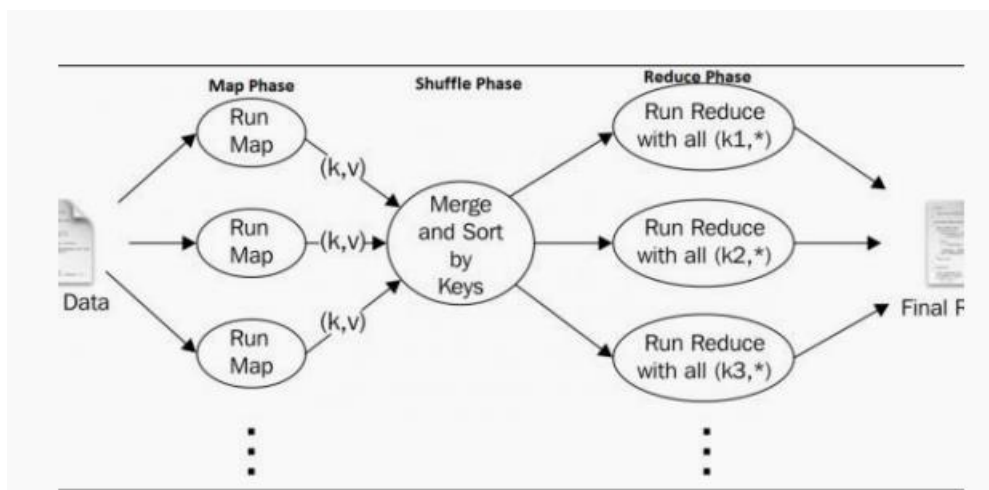 Map Phase
Shuffle Phase
Reduce Phase
Run
Map
(k,v)
Run
Map
(k,v)
Run
Map
(k,v)
Merge
and Sort
by
Keys
Run Reduce
with all (k1,*)
Run Reduce
with all (k2,*)
Run Reduce
with all (k3,*)
Data
Final